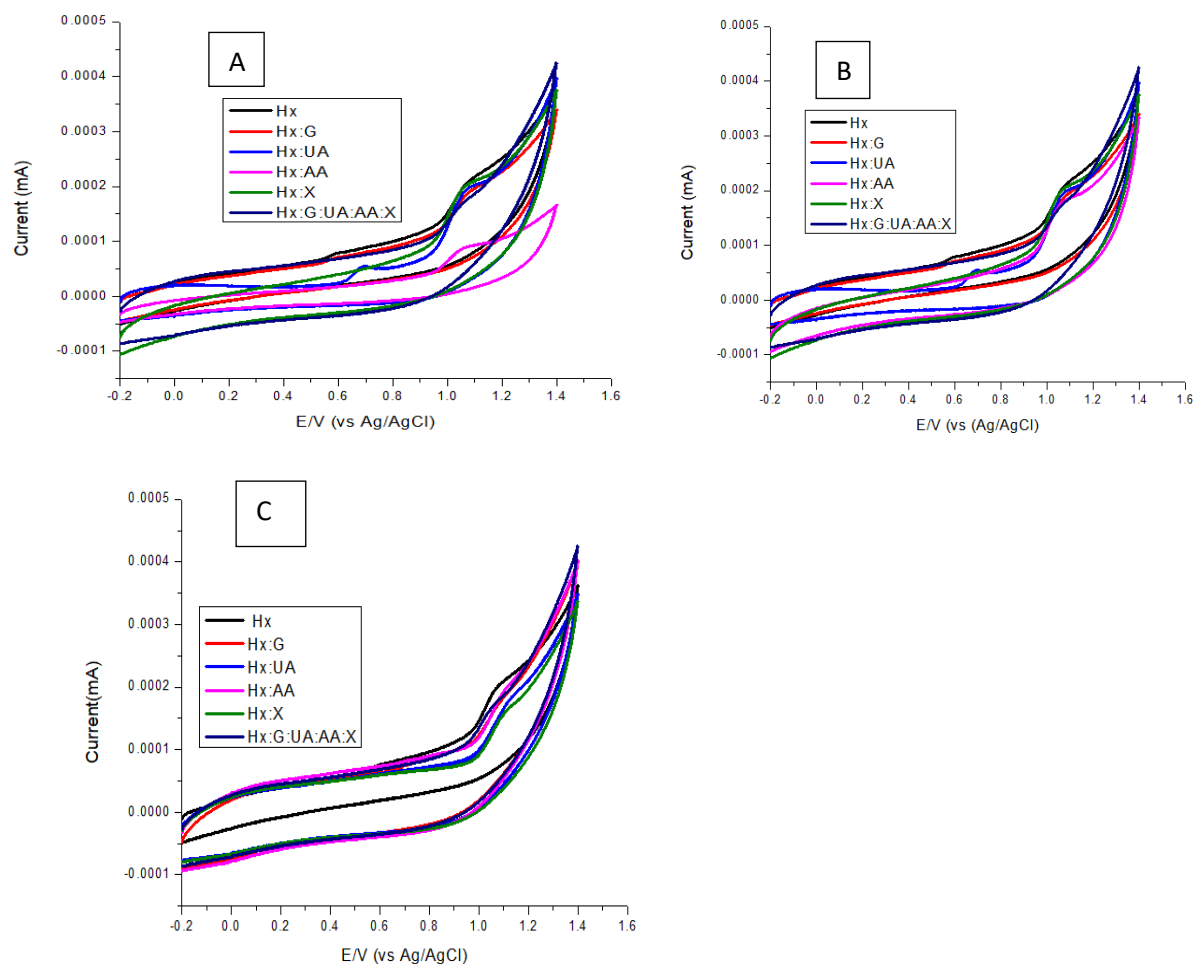 A
0.0005
0.0004
0.0003
0.0002
0.0001
0.0000
-0.0001
Current (mA)
Hx
Hx:G
Hx:UA
Hx:AA
Hx:X
Hx:G:UA:AA:X
-0.2 0.0 0.2 0.4 0.6 0.8 1.0 1.2 1.4 1.6
E/V (vs Ag/AgCl)
B
0.0005
0.0004
0.0003
0.0002
0.0001
0.0000
-0.0001
Current (mA)
Hx
Hx:G
Hx:UA
Hx:AA
Hx:X
Hx:G:UA:AA:X
-0.2 0.0 0.2 0.4 0.6 0.8 1.0 1.2 1.4 1.6
E/V (vs (Ag/AgCl)
C
0.0005
0.0004
0.0003
0.0002
0.0001
0.0000
-0.0001
Current(mA)
Hx
Hx:G
Hx:UA
Hx:AA
Hx:X
Hx:G:UA:AA:X
-0.2 0.0 0.2 0.4 0.6 0.8 1.0 1.2 1.4 1.6
E/V (vs Ag/AgCl)